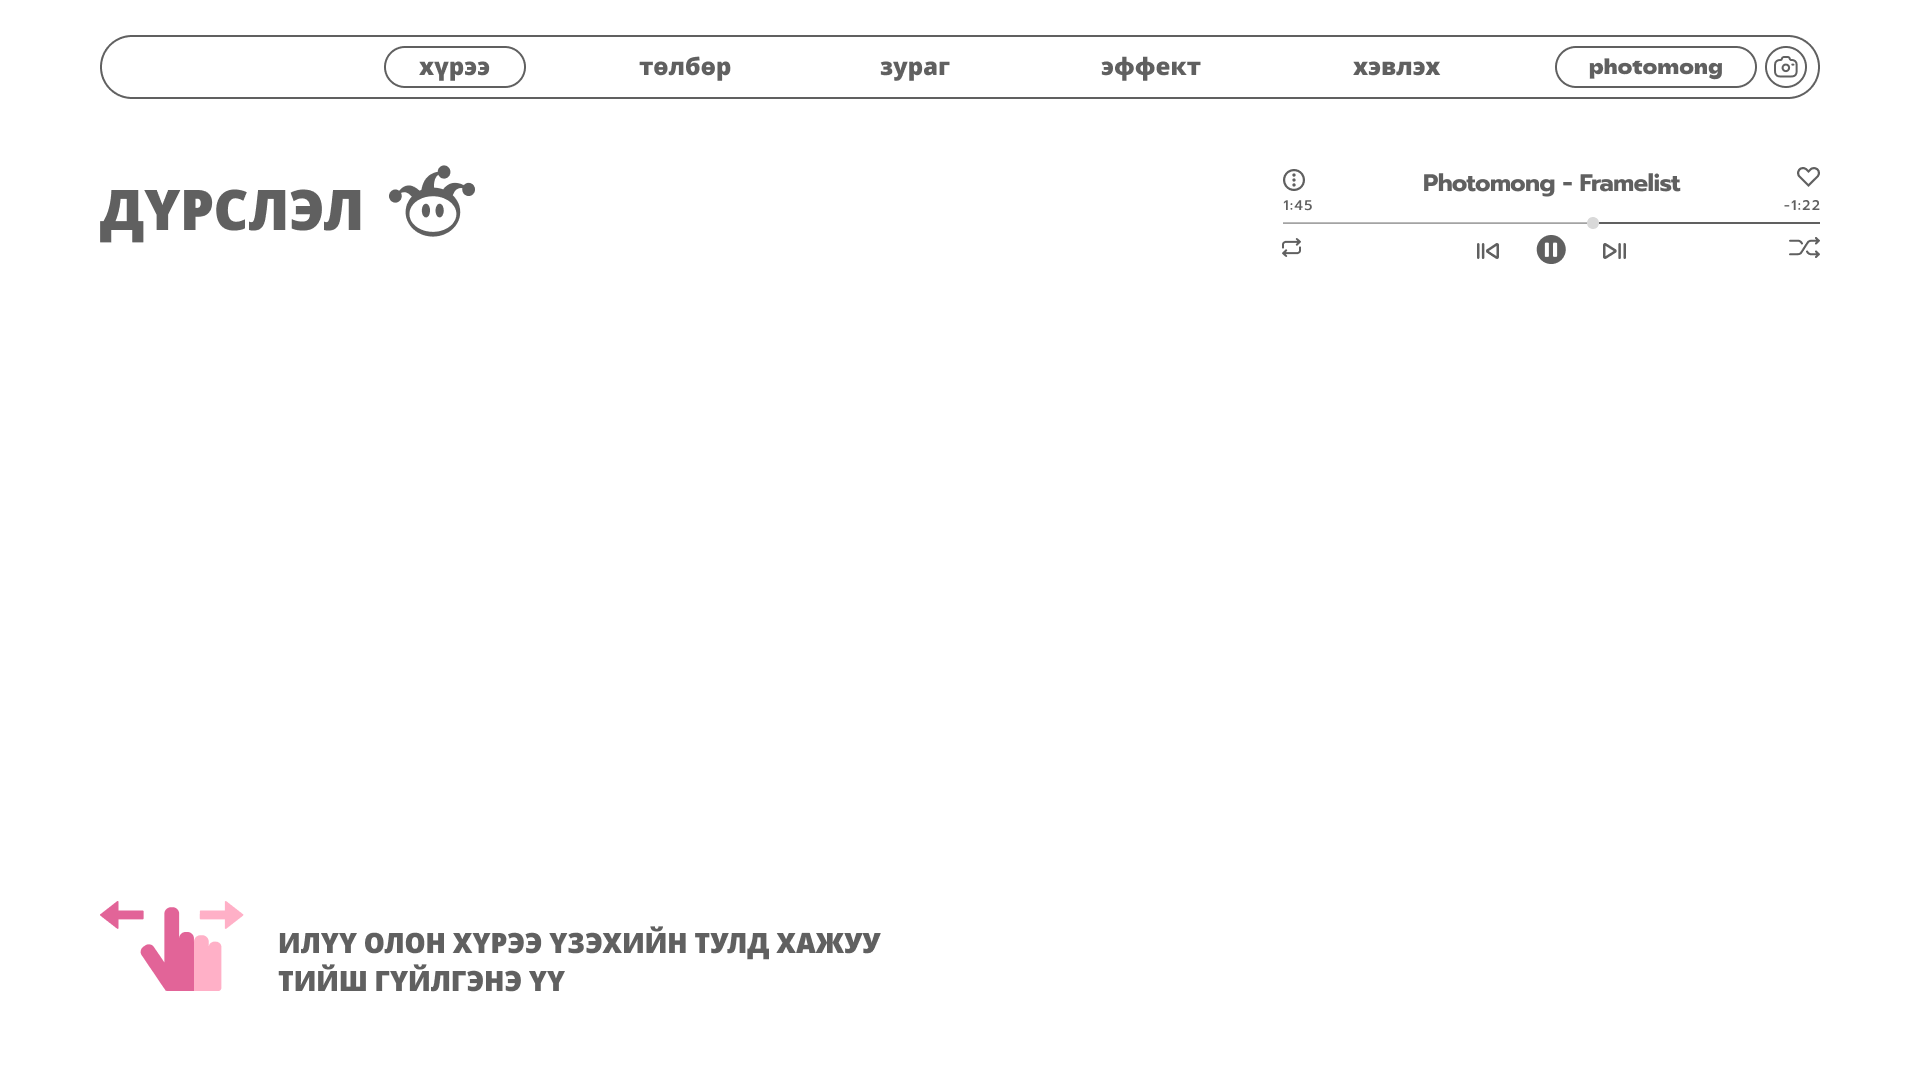 хүрээ
төлбөр
зураг
эффект
хэвлэх
photomong
ДҮРСЛЭЛ
Photomong - Framelist
1:45
-1:22
ИЛҮҮ ОЛОН ХҮРЭЭ ҮЗЭХИЙН ТУЛД ХАЖУУ
ТИЙШ ГҮЙЛГЭНЭ ҮҮ